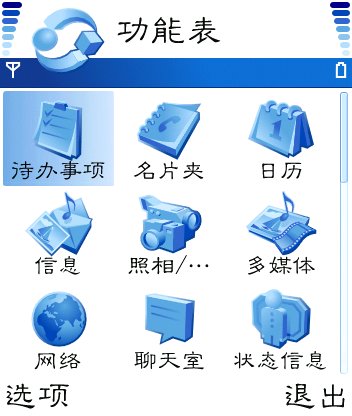 功能表
待办事项 名片夹 日历
信息 照相/… 多媒体
网络 聊天室 状态信息
选项 退出